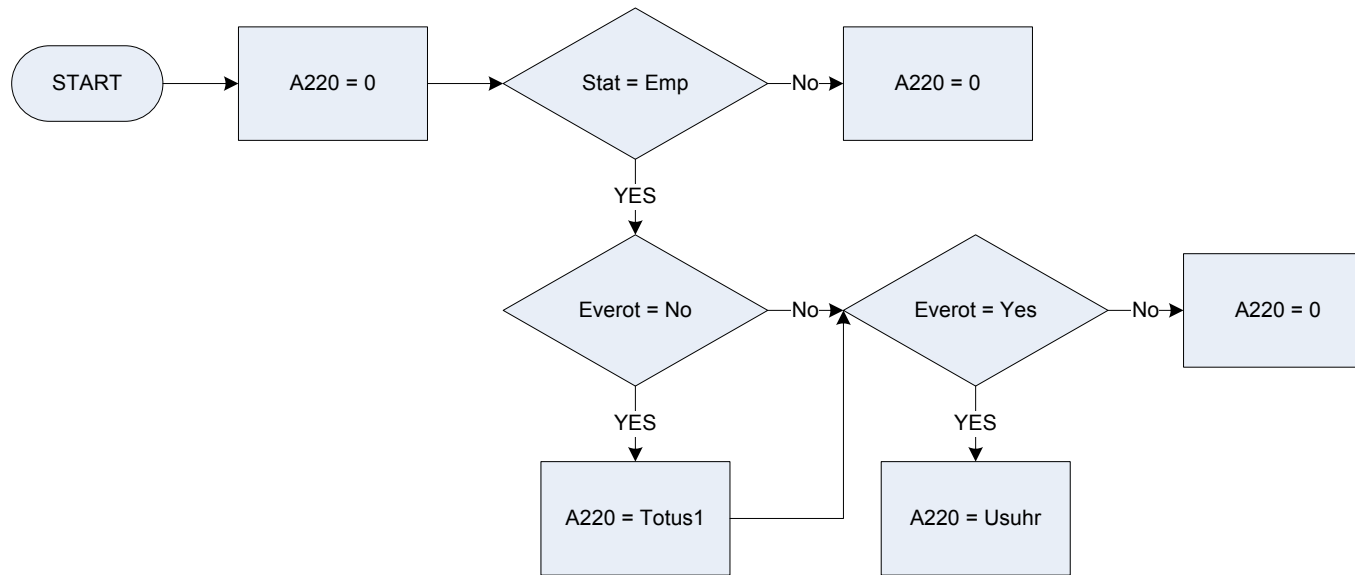 START
A220 = 0
Stat = Emp
No
A220 = 0
YES
Everot = No
No
Everot = Yes
No
A220 = 0
YES
YES
A220 = Totus1
A220 = Usuhr